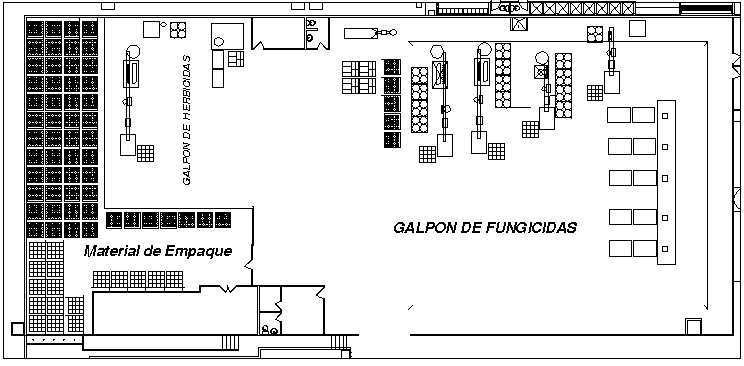 GALPON DE HERBICIDAS
GALPON DE FUNGICIDAS
Material de Empaque